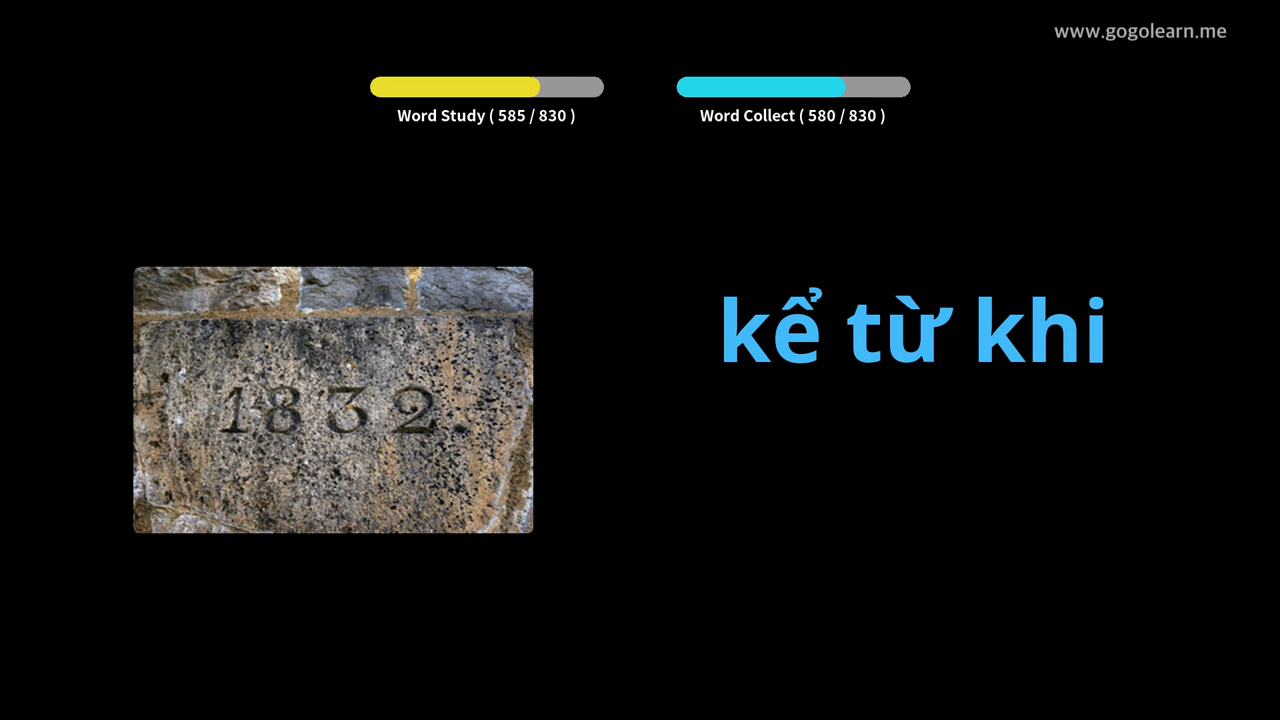 www.gogolearn.me
Word Study ( 585 / 830 )
Word Collect ( 580 / 830 )
kể từ khi
1832.